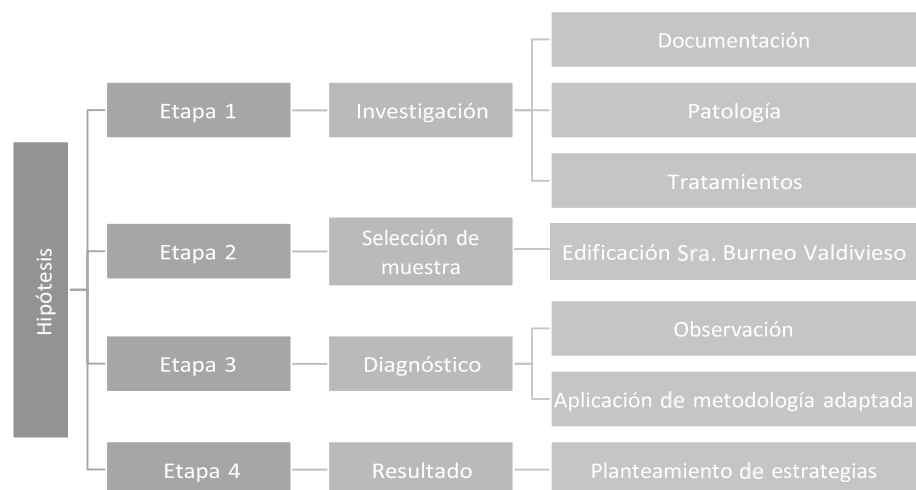 Hipótesis
Etapa 1
Investigación
Documentación
Patología
Tratamientos
Etapa 2
Selección de
muestra
Edificación Sra. Burneo Valdivieso
Etapa 3
Diagnóstico
Observación
Aplicación de metodología adaptada
Etapa 4
Resultado
Planteamiento de estrategias